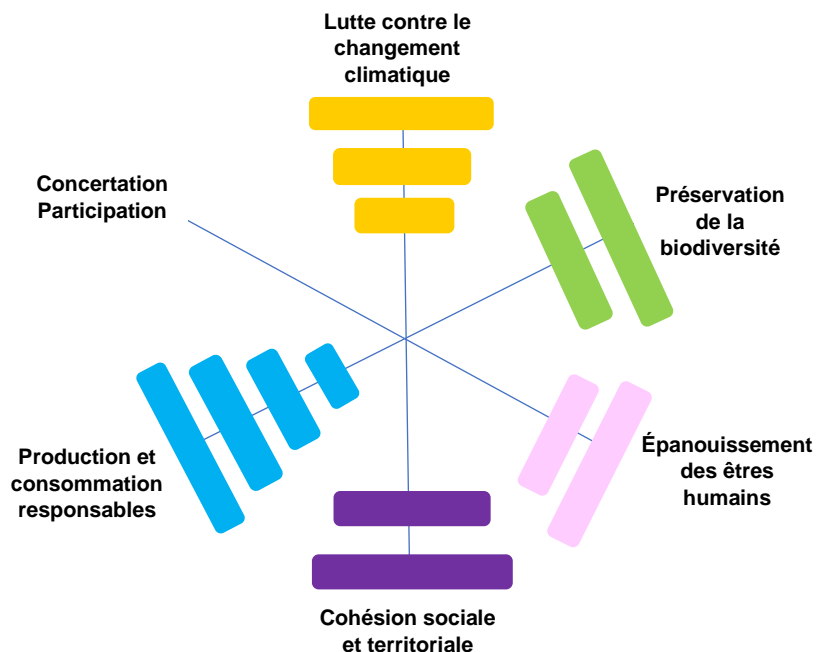 Lutte contre le
changement
climatique
Concertation
Participation
Préservation
de la
biodiversité
Production et
consommation
responsables
Épanouissement
des êtres
humains
Cohésion sociale
et territoriale